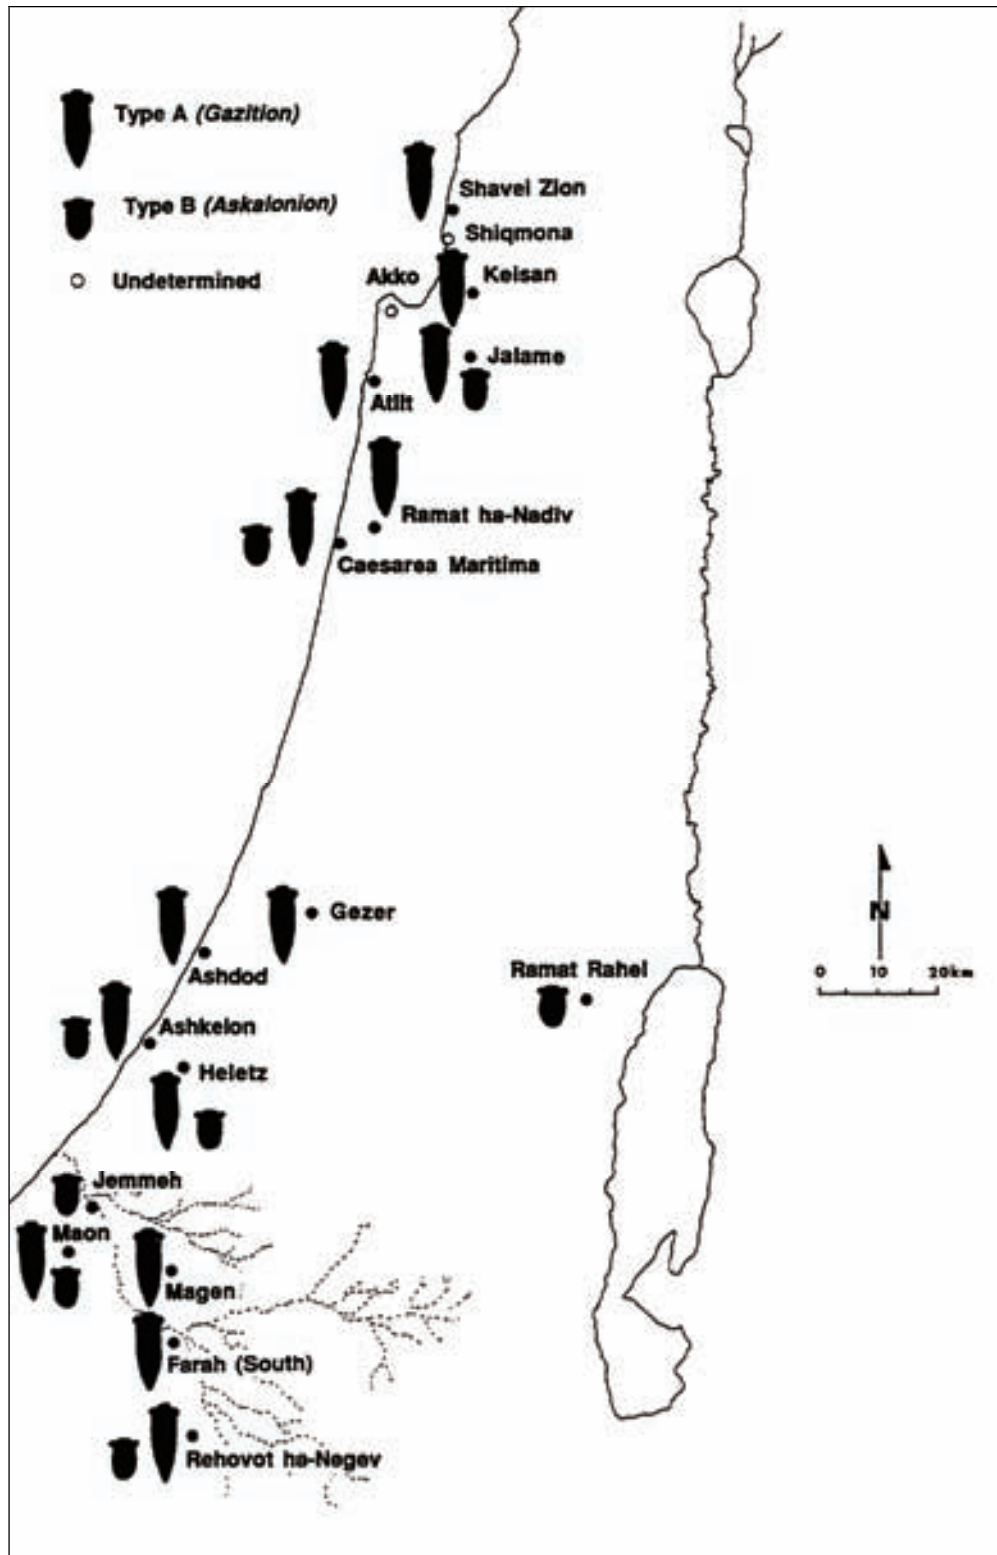 Type A (Gazition)
Type B (Askalonion)
Undetermined
Shavei Zion
Shiqmona
Akko
Keisan
Jalame
Atlit
Ramat ha-Nadiv
Caesarea Maritima
Gezer
Ashdod
N
Ramat Rahel
0 10 20km
Ashkelon
Heletz
Jemmeh
Maon
Magen
Farah (South)
Rehovot ha-Negev